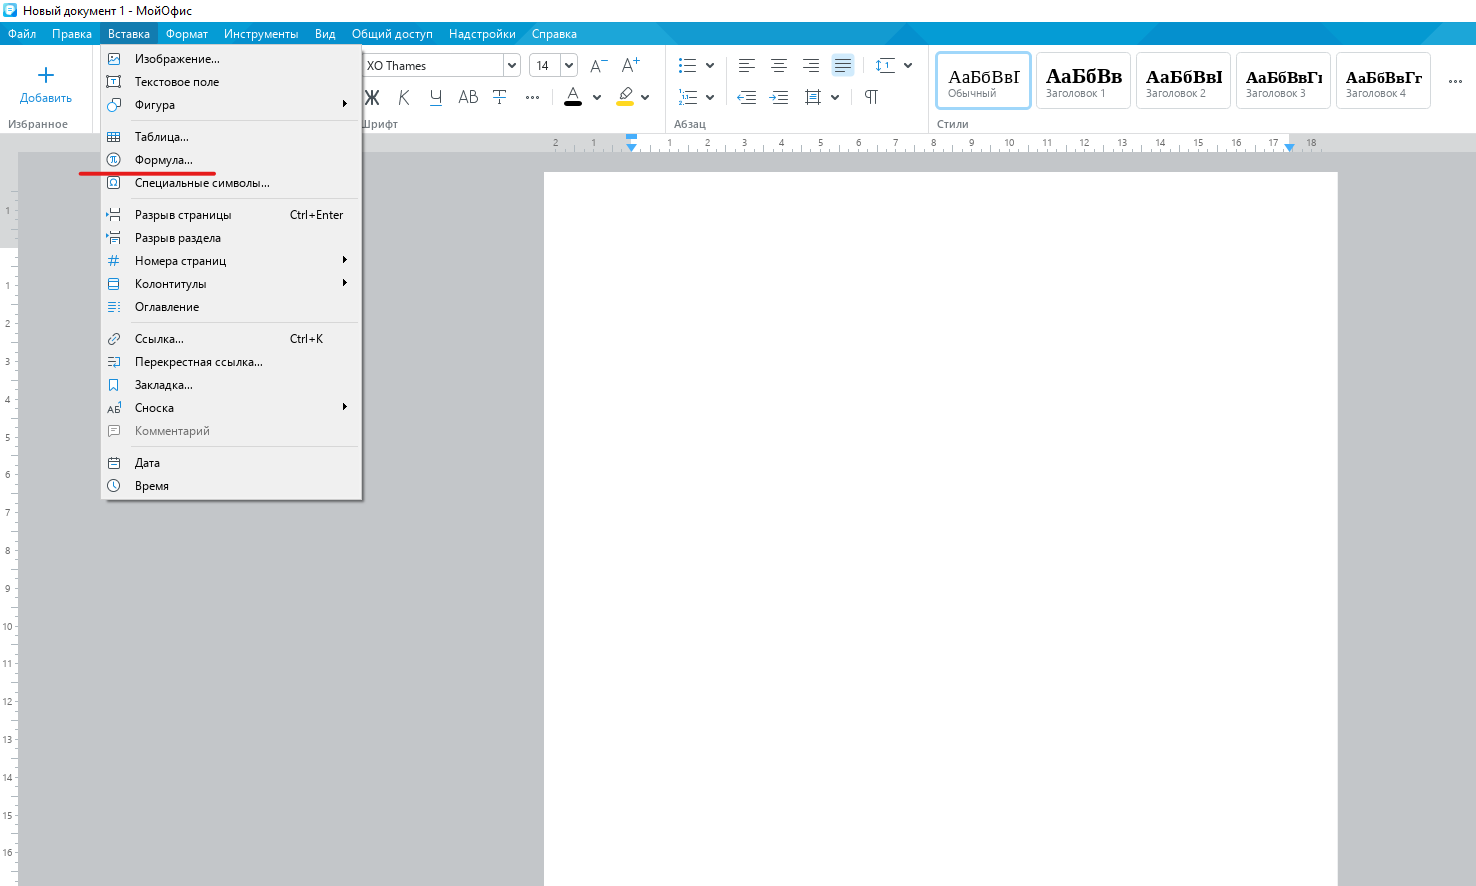 Новый документ 1 - МойОфис
Файл Правка Вставка Формат Инструменты Вид Общий доступ Надстройки Справка
Добавить
Избранное
XO Thames 14
Ж К Ч АВ Т
Шрифт
Абзац
АаБбВвГ АаБбВв АаБбВвІ АаБбВвГг АаБбВвГг
Обычный Заголовок 1 Заголовок 2 Заголовок 3 Заголовок 4
Стили
Изображение...
Текстовое поле
Фигура
Таблица...
Формула...
Специальные символы...
Разрыв страницы Ctrl+Enter
Разрыв раздела
Номера страниц
Колонтитулы
Оглавление
Ссылка... Ctrl+K
Перекрестная ссылка...
Закладка...
Сноска
Комментарий
Дата
Время
2 1 1 2 3 4 5 6 7 8 9 10 11 12 13 14 15 16 17 18
1
1
2
3
4
5
6
7
8
9
10
11
12
13
14
15
16